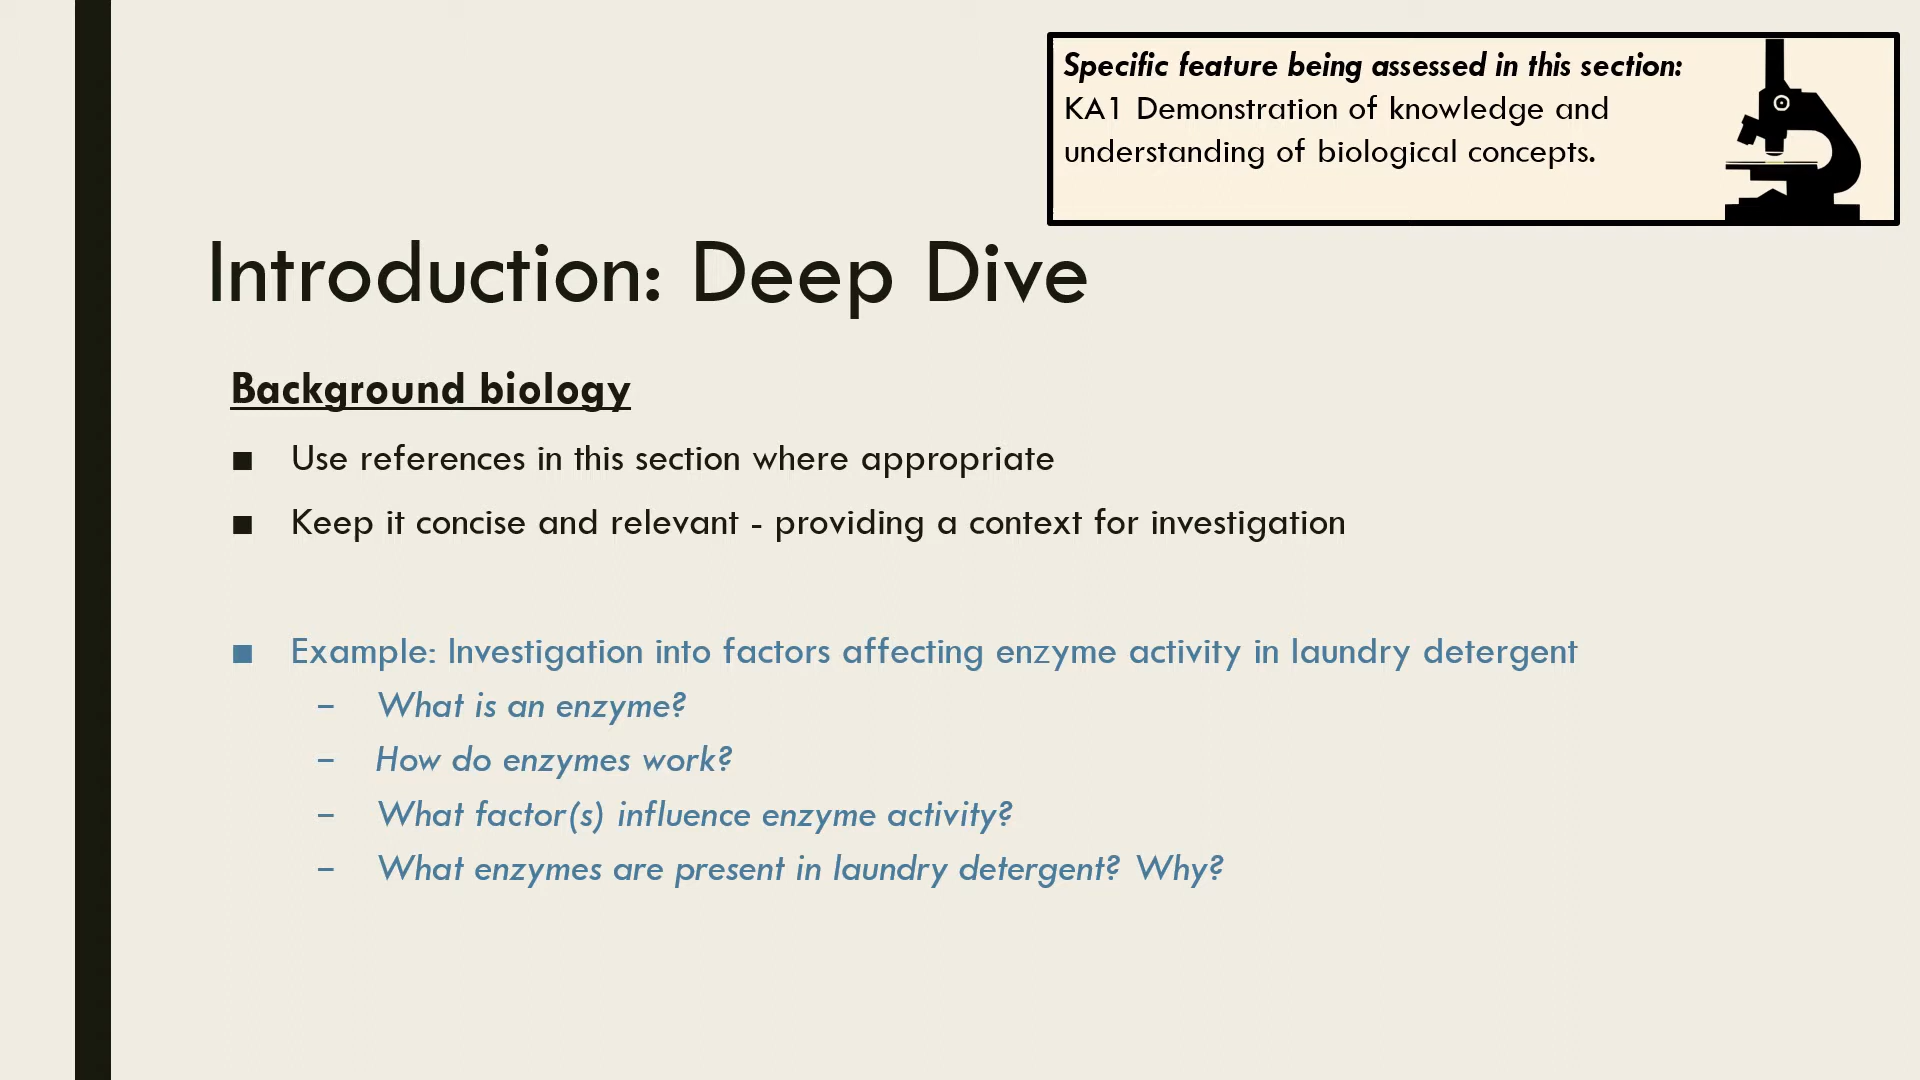 Specific feature being assessed in this section:
KA1 Demonstration of knowledge and
understanding of biological concepts.
Introduction: Deep Dive
Background biology
■ Use references in this section where appropriate
■ Keep it concise and relevant - providing a context for investigation
■ Example: Investigation into factors affecting enzyme activity in laundry detergent
– What is an enzyme?
– How do enzymes work?
– What factor(s) influence enzyme activity?
– What enzymes are present in laundry detergent? Why?